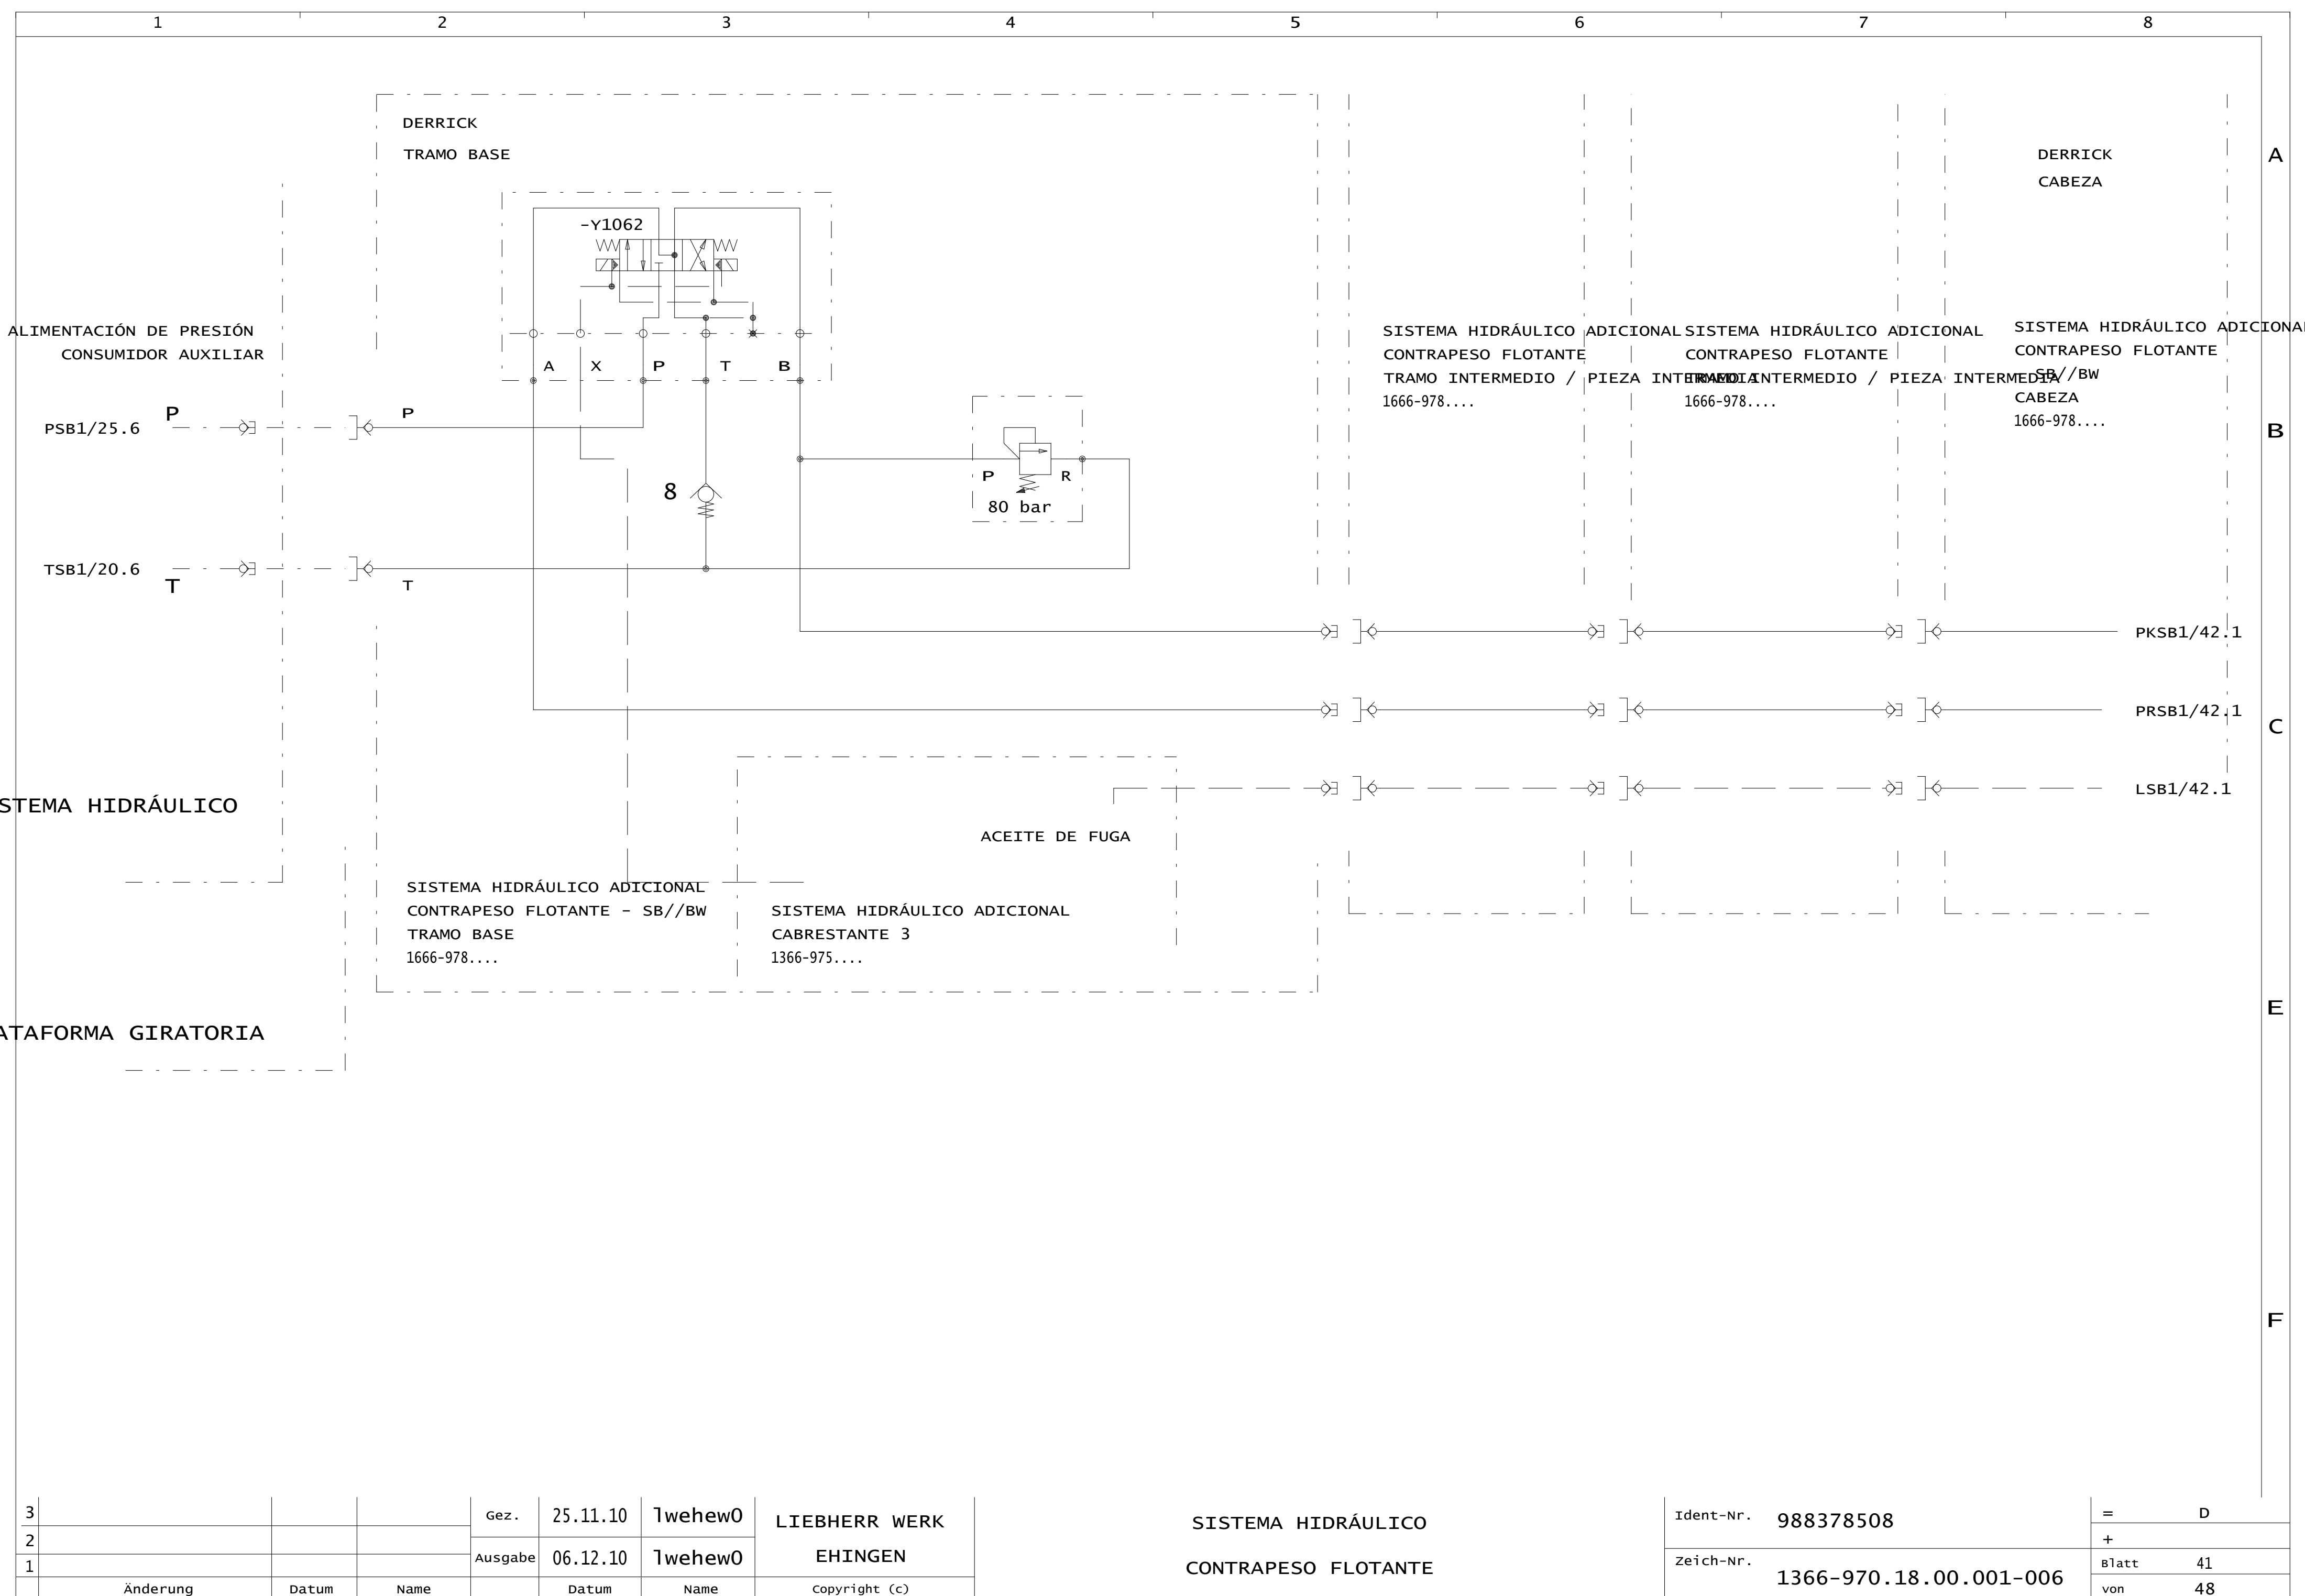 1 2 3 4 5 6 7 8
DERRICK
TRAMO BASE
DERRICK
CABEZA
A
-Y1062
ALIMENTACIÓN DE PRESIÓN
CONSUMIDOR AUXILIAR
A X P T B
SISTEMA HIDRÁULICO ADICIONAL
CONTRAPESO FLOTANTE
TRAMO INTERMEDIO / PIEZA INTERMEDIA
1666-978....
SISTEMA HIDRÁULICO ADICIONAL
CONTRAPESO FLOTANTE
TRAMO INTERMEDIO / PIEZA INTERMEDIA
1666-978....
SISTEMA HIDRÁULICO ADICIONAL
CONTRAPESO FLOTANTE
- SB//BW
CABEZA
1666-978....
B
PSB1/25.6
P
P
8
P R
80 bar
TSB1/20.6
T
T
PKSB1/42.1
PRSB1/42.1
C
LSB1/42.1
STEMA HIDRÁULICO
ACEITE DE FUGA
SISTEMA HIDRÁULICO ADICIONAL
CONTRAPESO FLOTANTE - SB//BW
TRAMO BASE
1666-978....
SISTEMA HIDRÁULICO ADICIONAL
CABRESTANTE 3
1366-975....
E
ATAFORMA GIRATORIA
F
3
2
1
Änderung Datum Name
Gez. 25.11.10 lwehew0
Ausgabe 06.12.10 lwehew0
Datum Name
LIEBHERR WERK
EHINGEN
Copyright (c)
SISTEMA HIDRÁULICO
CONTRAPESO FLOTANTE
Ident-Nr. 988378508
Zeich-Nr. 1366-970.18.00.001-006
= D
+
Blatt 41
von 48